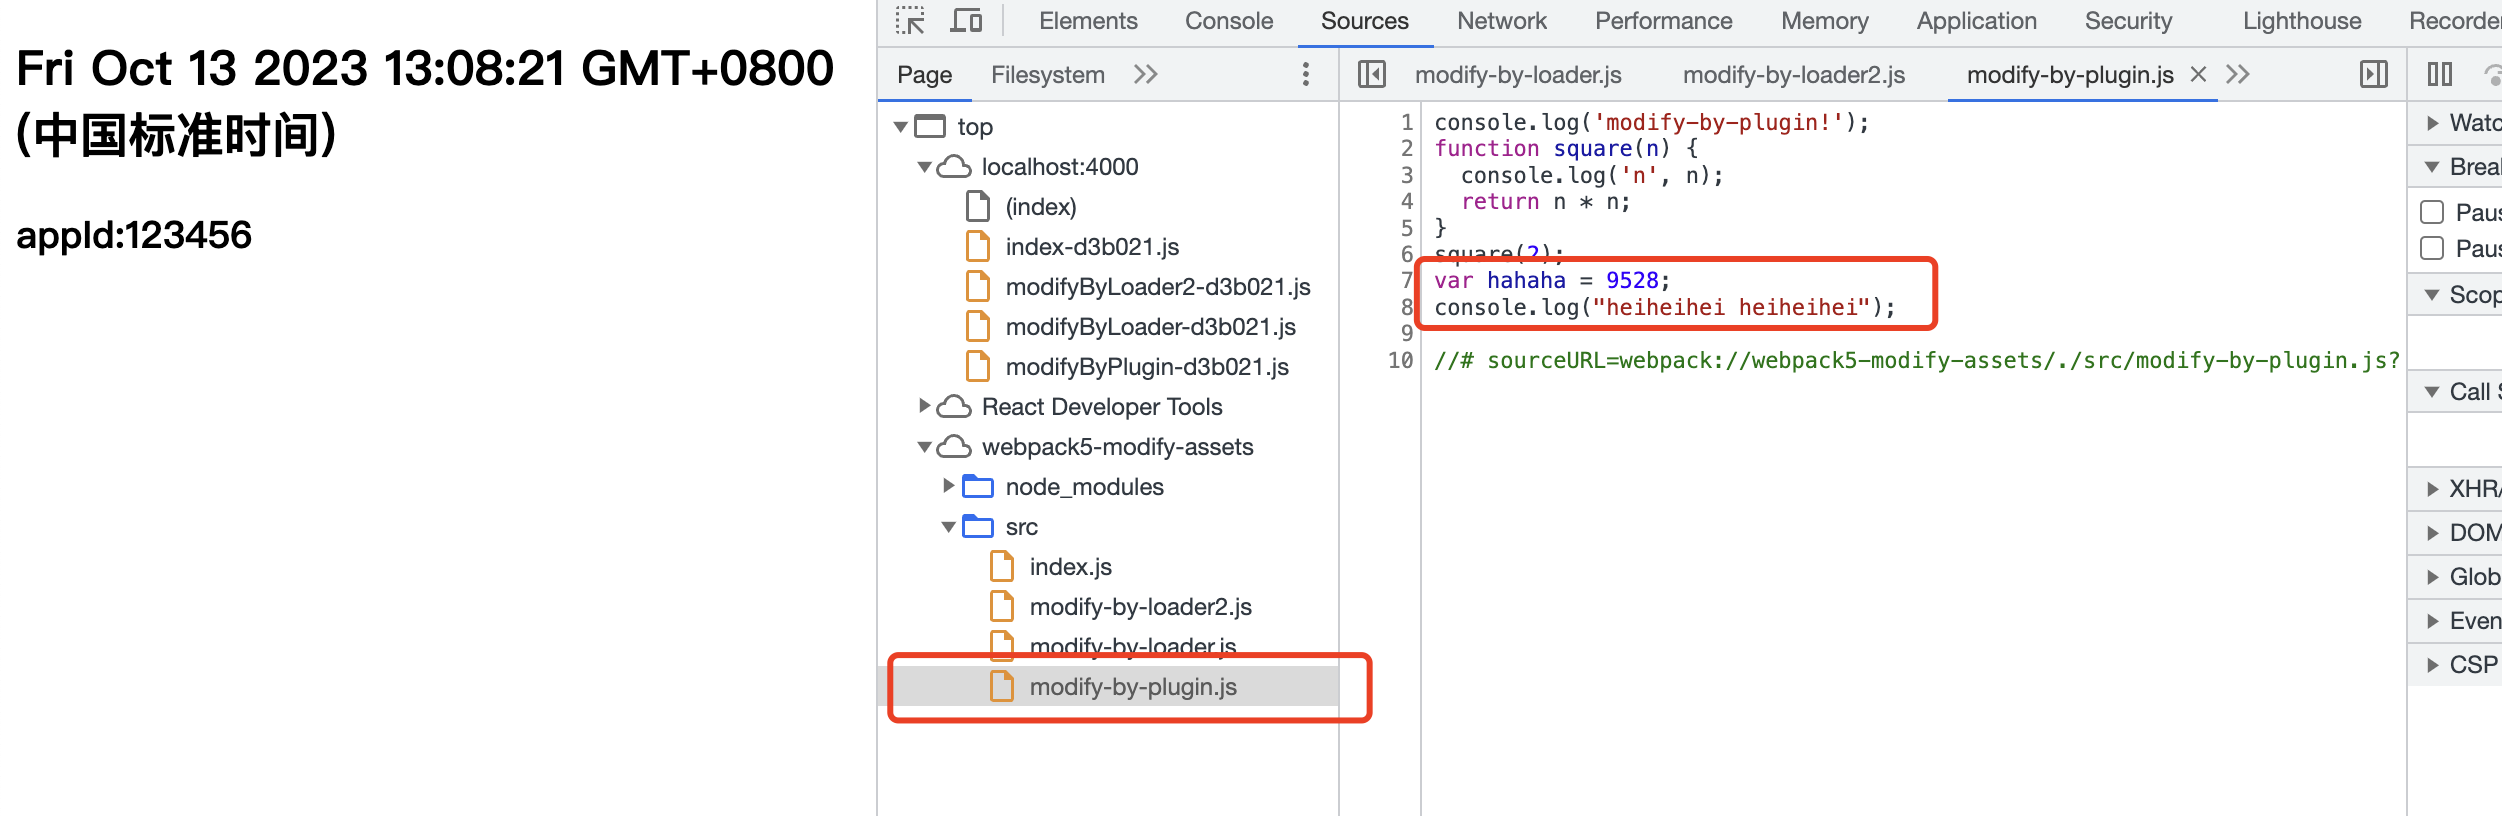 Fri Oct 13 2023 13:08:21 GMT+0800
(中国标准时间)
appId:123456
Elements Console Sources Network Performance Memory Application Security Lighthouse Recorder
Page Filesystem
modify-by-loader.js modify-by-loader2.js modify-by-plugin.js
top
localhost:4000
(index)
index-d3b021.js
modifyByLoader2-d3b021.js
modifyByLoader-d3b021.js
modifyByPlugin-d3b021.js
React Developer Tools
webpack5-modify-assets
node_modules
src
index.js
modify-by-loader2.js
modify-by-loader.js
modify-by-plugin.js
1 console.log('modify-by-plugin!');
2 function square(n) {
3 console.log('n', n);
4 return n * n;
5 }
6 square(2);
7 var hahaha = 9528;
8 console.log("heiheihei heiheihei");
9
10 //# sourceURL=webpack://webpack5-modify-assets/./src/modify-by-plugin.js?
Watc
Brea
Paus
Paus
Scop
Call S
XHR/
DOM
Glob
Even
CSP